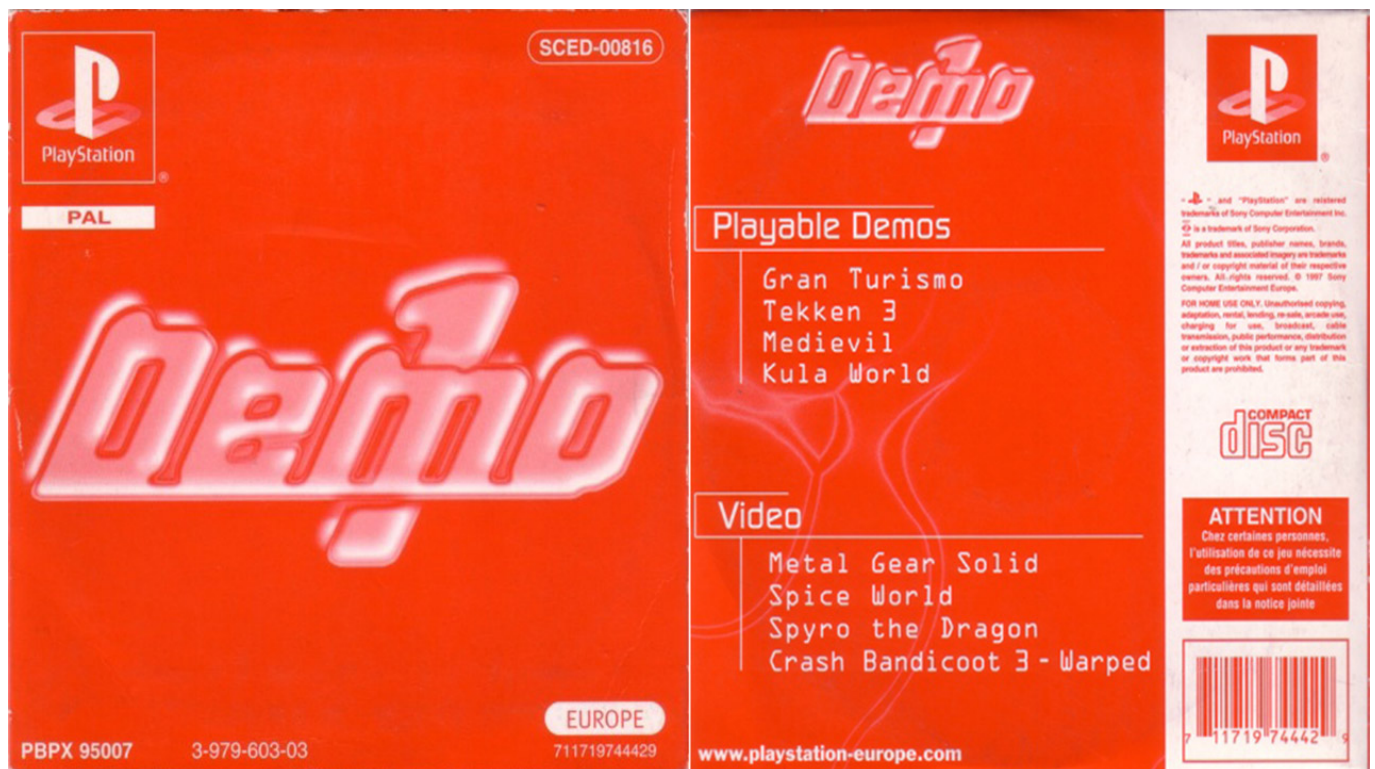 SCED-00816
PlayStation
®
PAL
Demo
1
EUROPE
PBPX 95007
3-979-603-03
711719744429
Demo
1
Playable Demos
Gran Turismo
Tekken 3
Medievil
Kula World
Video
Metal Gear Solid
Spice World
Spyro the Dragon
Crash Bandicoot 3 - Warped
www.playstation-europe.com
PlayStation
®
" " and "PlayStation" are reistered
trademarks of Sony Computer Entertainment Inc.
is a trademark of Sony Corporation.
All product titles, publisher names, brands,
trademarks and associated imagery are trademarks
and / or copyright material of their respective
owners. All rights reserved. © 1997 Sony
Computer Entertainment Europe.
FOR HOME USE ONLY. Unauthorised copying,
adaptation, rental, lending, re-sale, arcade use,
charging for use, broadcast, cable
transmission, public performance, distribution
or extraction of this product or any trademark
or copyright work that forms part of this
product are prohibited.
COMPACT
disc
ATTENTION
Chez certaines personnes,
l'utilisation de ce jeu nécessite
des précautions d'emploi
particulières qui sont détaillées
dans la notice jointe
7 11719 74442 9